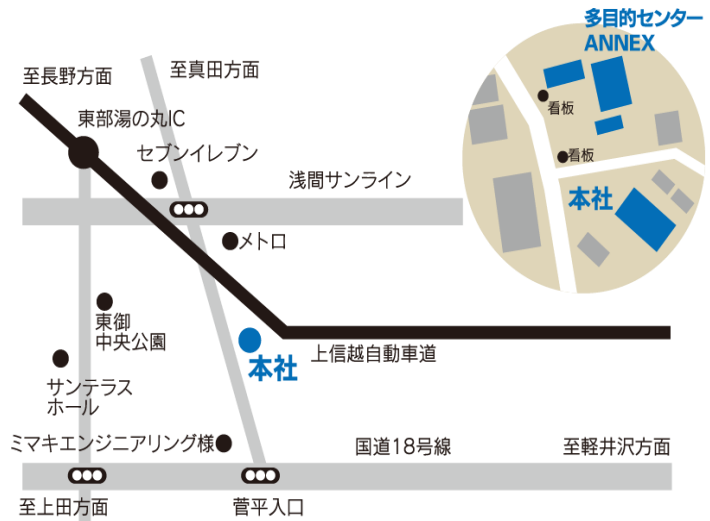 多目的センター
ANNEX
至真田方面
至長野方面
看板
東部湯の丸IC
セブンイレブン
看板
浅間サンライン
本社
メトロ
東御
中央公園
上信越自動車道
本社
サンテラス
ホール
ミマキエンジニアリング様
国道18号線
至軽井沢方面
至上田方面
菅平入口